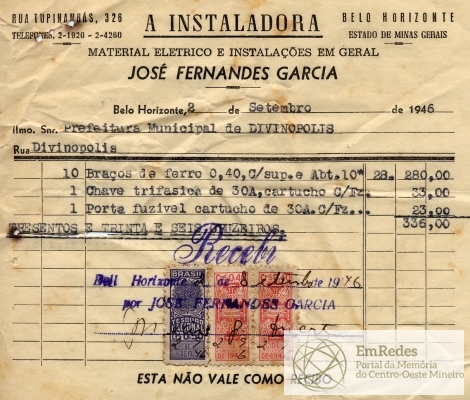 RUA TUPINAMBÁS, 326
TELEFONES, 2-1920 - 2-4260
A INSTALADORA
BELO HORIZONTE
ESTADO DE MINAS GERAIS
MATERIAL ELETRICO E INSTALAÇÕES EM GERAL
JOSÉ FERNANDES GARCIA
Belo Horizonte, 2 de Setembro de 1946
Ilmo. Snr. Prefeitura Municipal de DIVINOPOLIS
Rua Divinopolis
10 Braços de ferro 0,40,C/sup.e Abt.10ª 28. 280,00
1 Chave trifasica de 30A,cartucho C/Fz. 33,00
1 Porta fuzivel cartucho de 30A.C/Fz... 23,00
PRESENTOS E TRINTA E SEIS CRUZEIROS. 336,00
Recebi
Bell Horizonte 2 de Setembro de 1946
por JOSÉ FERNANDES GARCIA
BRASIL
TESOURO
ESTA NÃO VALE COMO RECIBO
EmRedes
Portal da Memória
do Centro-Oeste Mineiro